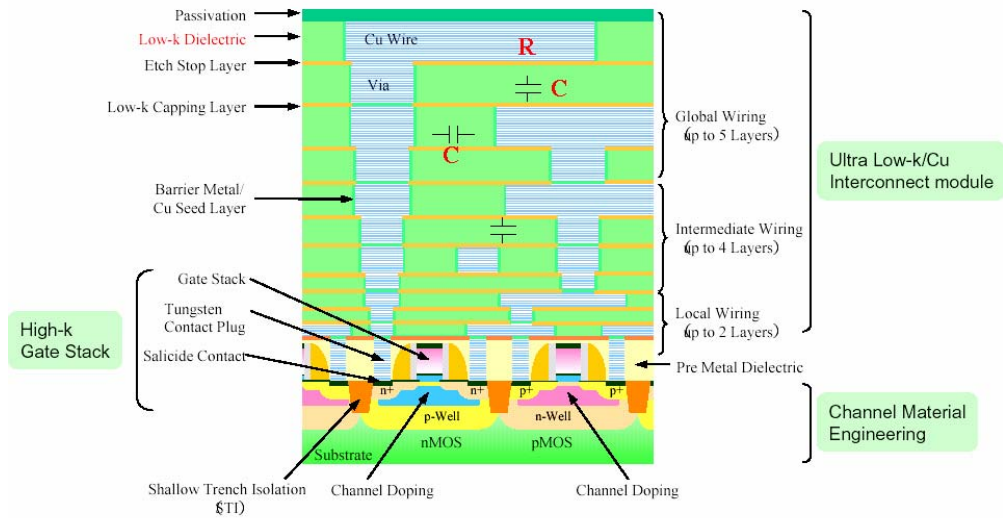 Passivation
Low-k Dielectric
Etch Stop Layer
Low-k Capping Layer
Barrier Metal/
Cu Seed Layer
Gate Stack
High-k
Gate Stack
Tungsten
Contact Plug
Salicide Contact
Shallow Trench Isolation
(STI)
Cu Wire
R
Via
C
C
n+
n+
p+
p+
p-Well
n-Well
nMOS
pMOS
Substrate
Channel Doping
Channel Doping
Global Wiring
(up to 5 Layers)
Intermediate Wiring
(up to 4 Layers)
Local Wiring
(up to 2 Layers)
Pre Metal Dielectric
Ultra Low-k/Cu
Interconnect module
Channel Material
Engineering